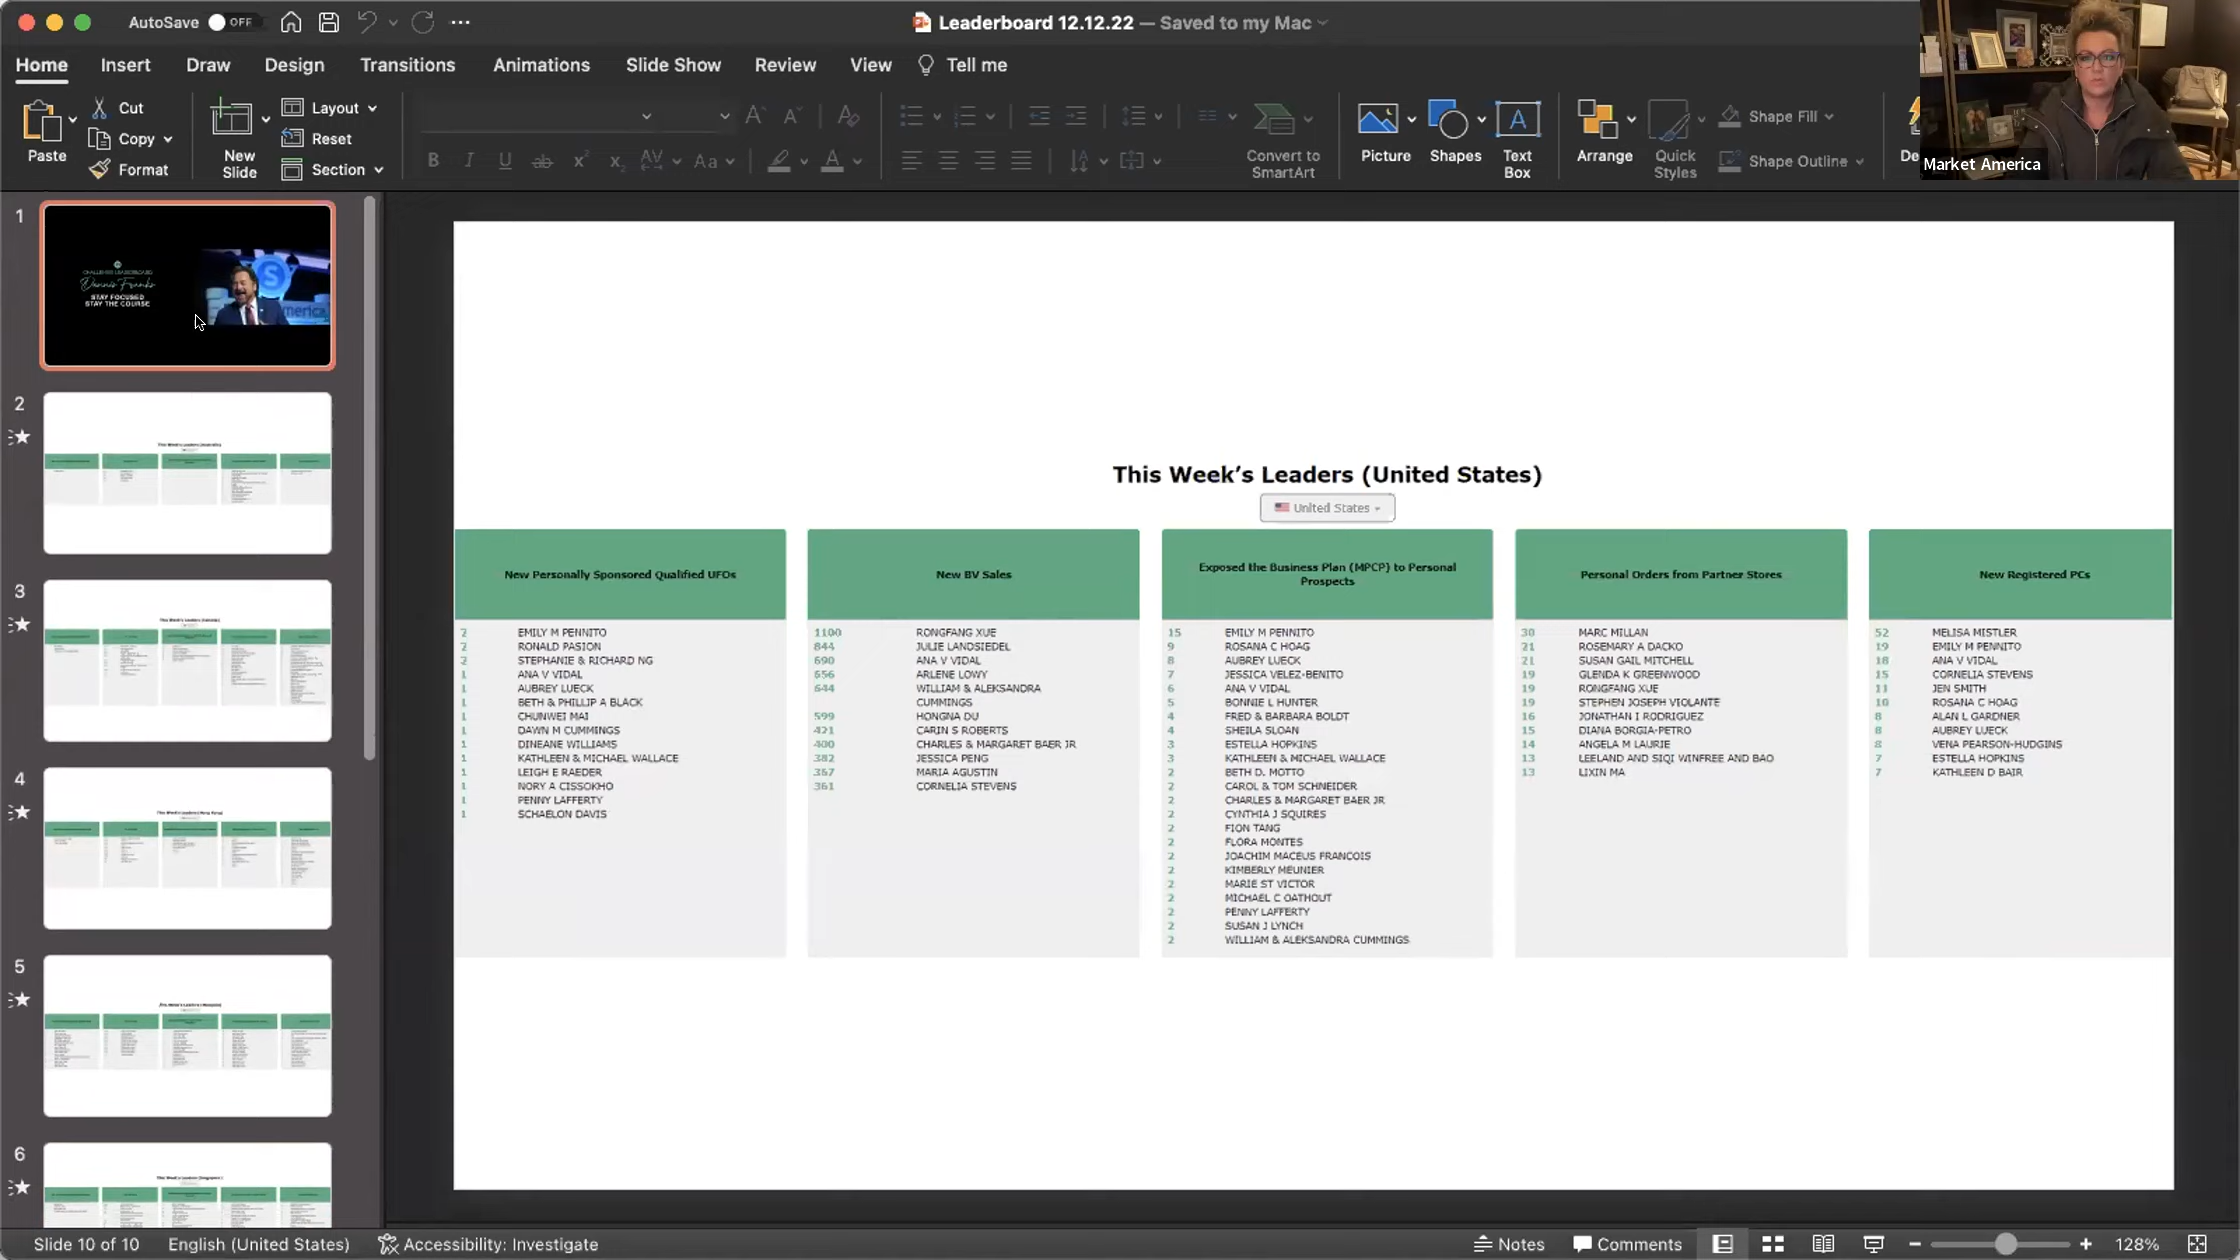 AutoSave OFF
Leaderboard 12.12.22 — Saved to my Mac
Home Insert Draw Design Transitions Animations Slide Show Review View Tell me
Paste Cut Copy Format
New Slide Layout Reset Section
Convert to SmartArt
Picture Shapes Text Box Arrange Quick Styles Shape Fill Shape Outline
Market America
1
CHALLENGE LEADERBOARD
Dennis Franks
STAY FOCUSED
STAY THE COURSE
2
3
4
5
6
This Week’s Leaders (United States)
United States
New Personally Sponsored Qualified UFOs
2 EMILY M PENNITO
2 RONALD PASION
2 STEPHANIE & RICHARD NG
1 ANA V VIDAL
1 AUBREY LUECK
1 BETH & PHILLIP A BLACK
1 CHUNWEI MAI
1 DAWN M CUMMINGS
1 DINEANE WILLIAMS
1 KATHLEEN & MICHAEL WALLACE
1 LEIGH E RAEDER
1 NORY A CISSOKHO
1 PENNY LAFFERTY
1 SCHAELON DAVIS
New BV Sales
1100 RONGFANG XUE
844 JULIE LANDSIEDEL
690 ANA V VIDAL
656 ARLENE LOWY
644 WILLIAM & ALEKSANDRA
CUMMINGS
599 HONGNA DU
421 CARIN S ROBERTS
400 CHARLES & MARGARET BAER JR
382 JESSICA PENG
367 MARIA AGUSTIN
361 CORNELIA STEVENS
Exposed the Business Plan (MPCP) to Personal
Prospects
15 EMILY M PENNITO
9 ROSANA C HOAG
8 AUBREY LUECK
7 JESSICA VELEZ-BENITO
6 ANA V VIDAL
5 BONNIE L HUNTER
4 FRED & BARBARA BOLDT
4 SHEILA SLOAN
3 ESTELLA HOPKINS
3 KATHLEEN & MICHAEL WALLACE
2 BETH D. MOTTO
2 CAROL & TOM SCHNEIDER
2 CHARLES & MARGARET BAER JR
2 CYNTHIA J SQUIRES
2 FION TANG
2 FLORA MONTES
2 JOACHIM MACEUS FRANCOIS
2 KIMBERLY MEUNIER
2 MARIE ST VICTOR
2 MICHAEL C OATHOUT
2 PENNY LAFFERTY
2 SUSAN J LYNCH
2 WILLIAM & ALEKSANDRA CUMMINGS
Personal Orders from Partner Stores
30 MARC MILLAN
21 ROSEMARY A DACKO
21 SUSAN GAIL MITCHELL
19 GLENDA K GREENWOOD
19 RONGFANG XUE
19 STEPHEN JOSEPH VIOLANTE
16 JONATHAN I RODRIGUEZ
15 DIANA BORGIA-PETRO
14 ANGELA M LAURIE
13 LEELAND AND SIQI WINFREE AND BAO
13 LIXIN MA
New Registered PCs
52 MELISA MISTLER
19 EMILY M PENNITO
18 ANA V VIDAL
15 CORNELIA STEVENS
11 JEN SMITH
10 ROSANA C HOAG
8 ALAN L GARDNER
8 AUBREY LUECK
8 VENA PEARSON-HUDGINS
7 ESTELLA HOPKINS
7 KATHLEEN D BAIR
Slide 10 of 10 English (United States) Accessibility: Investigate Notes Comments 128%